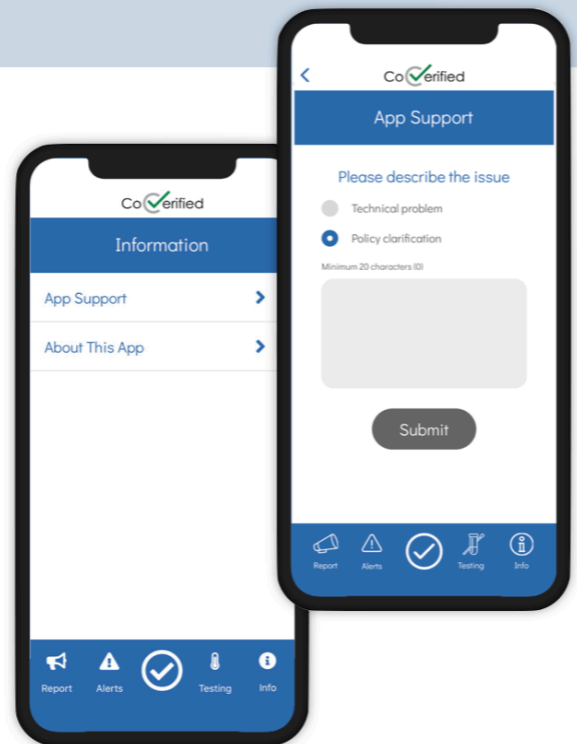 CoVerified
Information
App Support
About This App
Report
Alerts
Testing
Info
CoVerified
App Support
Please describe the issue
Technical problem
Policy clarification
Minimum 20 characters (0)
Submit
Report
Alerts
Testing
Info